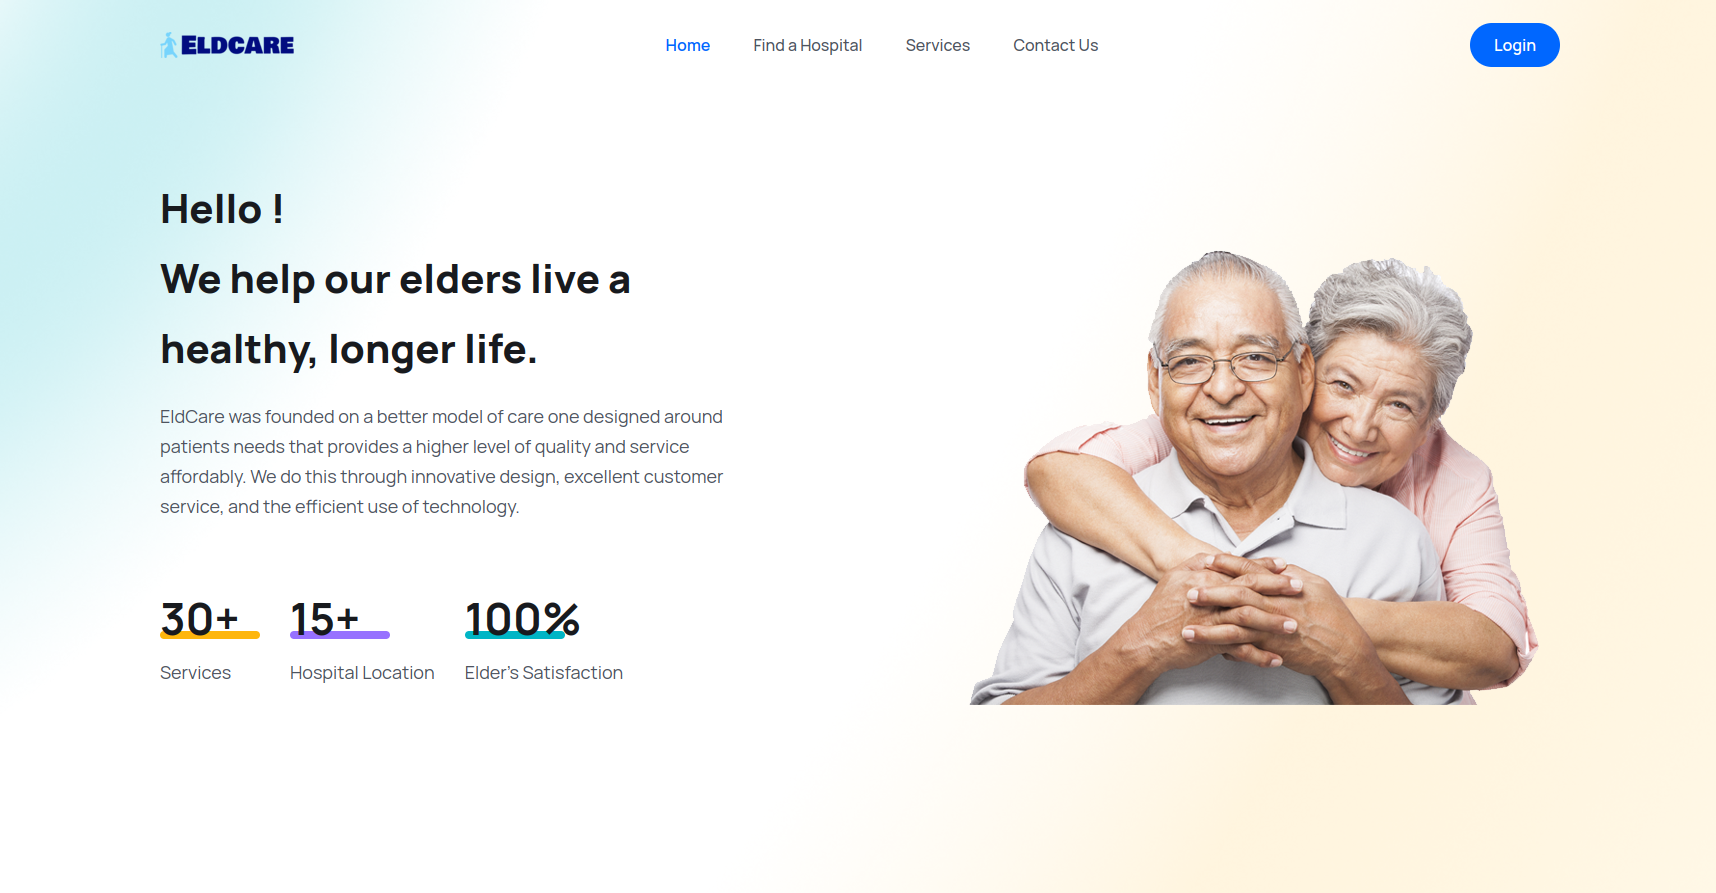 ELDCARE
Home
Find a Hospital
Services
Contact Us
Login
Hello !
We help our elders live a
healthy, longer life.
EldCare was founded on a better model of care one designed around
patients needs that provides a higher level of quality and service
affordably. We do this through innovative design, excellent customer
service, and the efficient use of technology.
30+
Services
15+
Hospital Location
100%
Elder's Satisfaction